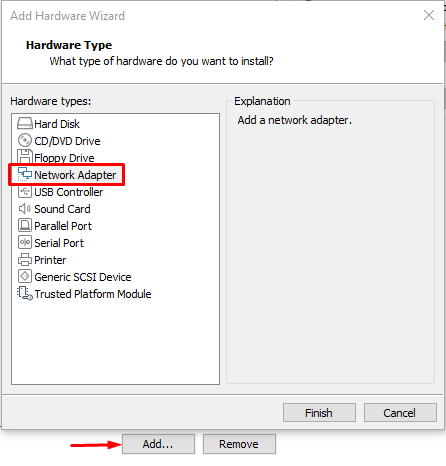 Add Hardware Wizard
Hardware Type
What type of hardware do you want to install?
Hardware types:
Hard Disk
CD/DVD Drive
Floppy Drive
Network Adapter
USB Controller
Sound Card
Parallel Port
Serial Port
Printer
Generic SCSI Device
Trusted Platform Module
Explanation
Add a network adapter.
Finish
Cancel
Add...
Remove